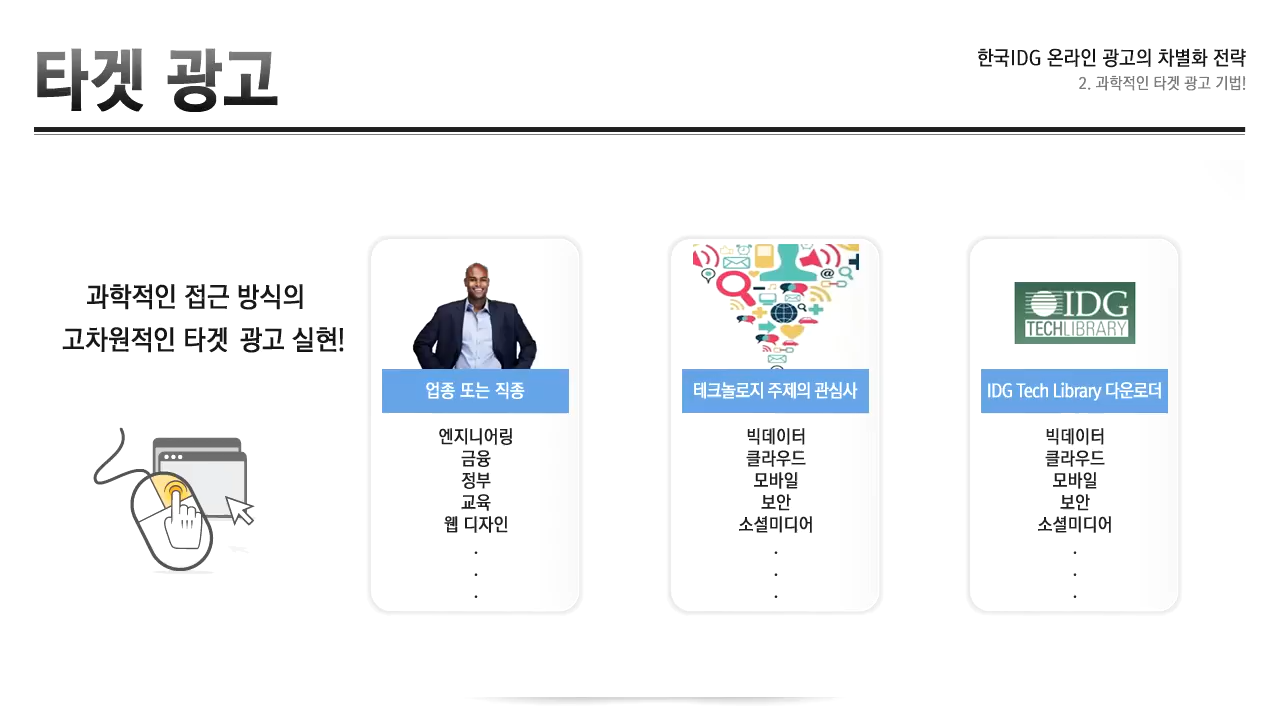 타겟 광고
한국IDG 온라인 광고의 차별화 전략
2. 과학적인 타겟 광고 기법!
과학적인 접근 방식의
고차원적인 타겟 광고 실현!
업종 또는 직종
엔지니어링
금융
정부
교육
웹 디자인
.
.
.
테크놀로지 주제의 관심사
빅데이터
클라우드
모바일
보안
소셜미디어
.
.
.
IDG
TECHLIBRARY
IDG Tech Library 다운로더
빅데이터
클라우드
모바일
보안
소셜미디어
.
.
.